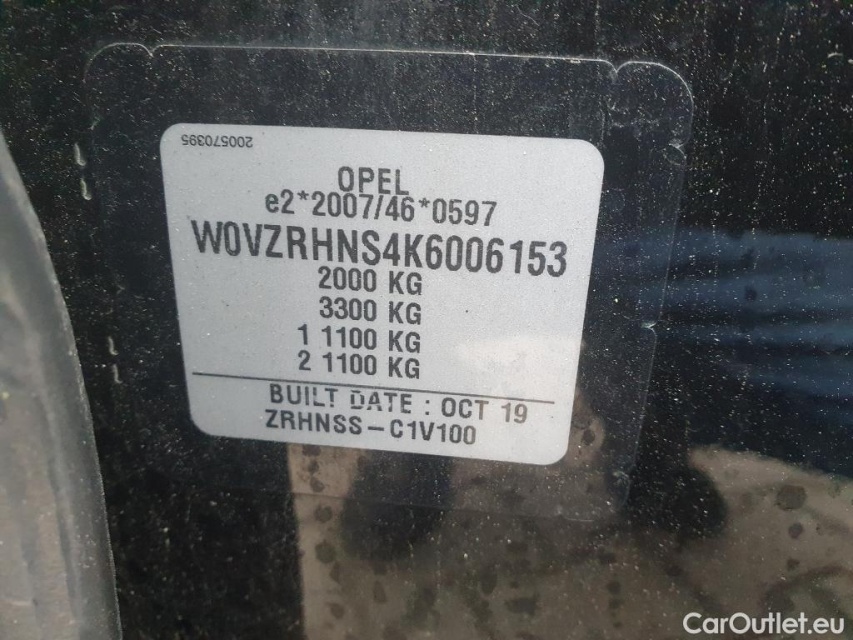 200570395
OPEL
e2*2007/46*0597
W0VZRHNS4K6006153
2000 KG
3300 KG
1 1100 KG
2 1100 KG
BUILT DATE : OCT 19
ZRHNSS-C1V100
CarOutlet.eu